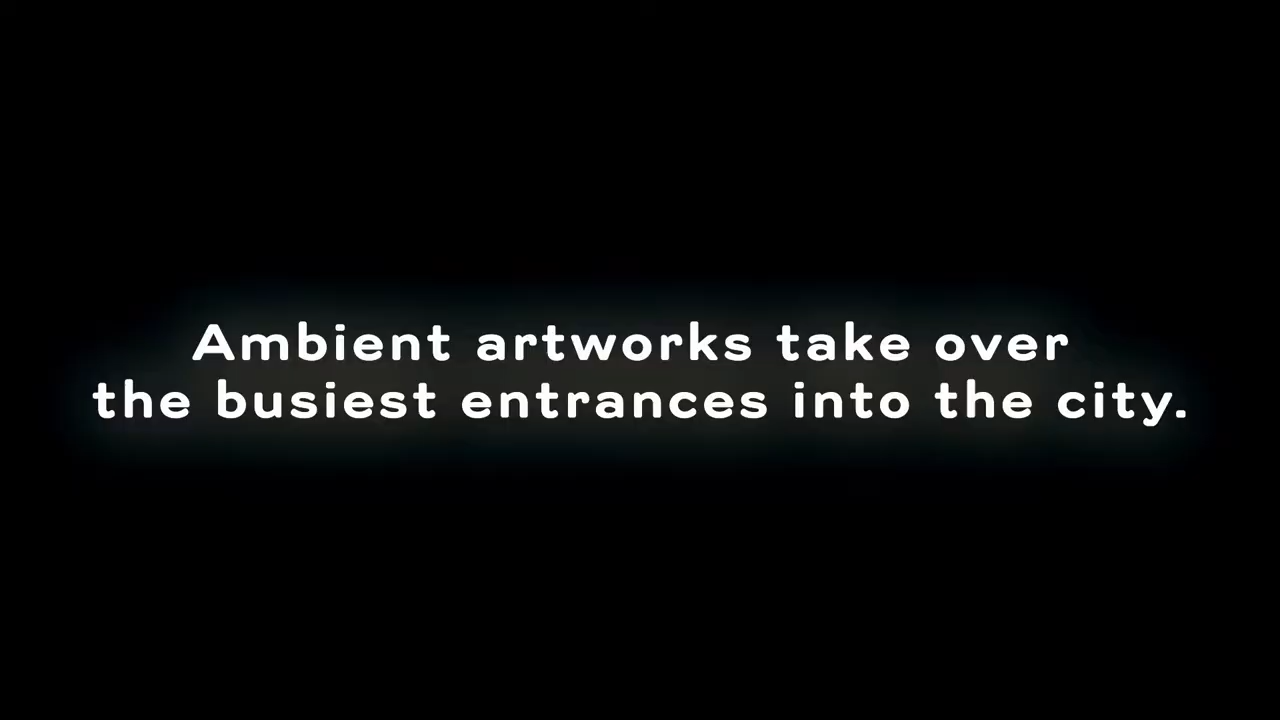 Ambient artworks take over
the busiest entrances into the city.